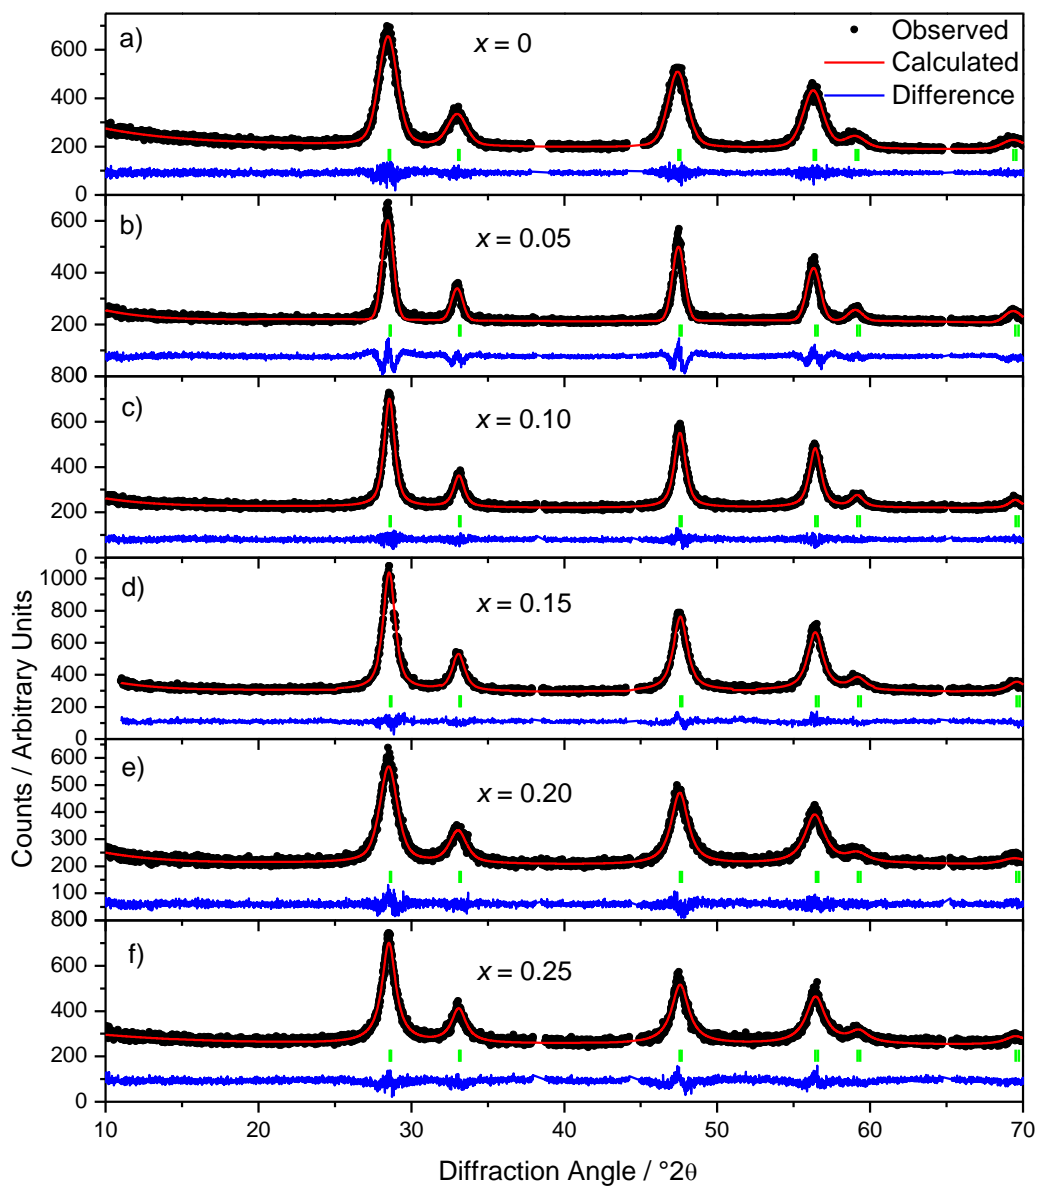 a)
x = 0
Observed
Calculated
Difference
600
400
200
0
b)
x = 0.05
600
400
200
800
c)
x = 0.10
600
400
200
0
d)
x = 0.15
1000
800
600
400
200
0
e)
x = 0.20
600
500
400
300
200
100
800
f)
x = 0.25
600
400
200
0
10 20 30 40 50 60 70
Diffraction Angle / °2θ
Counts / Arbitrary Units